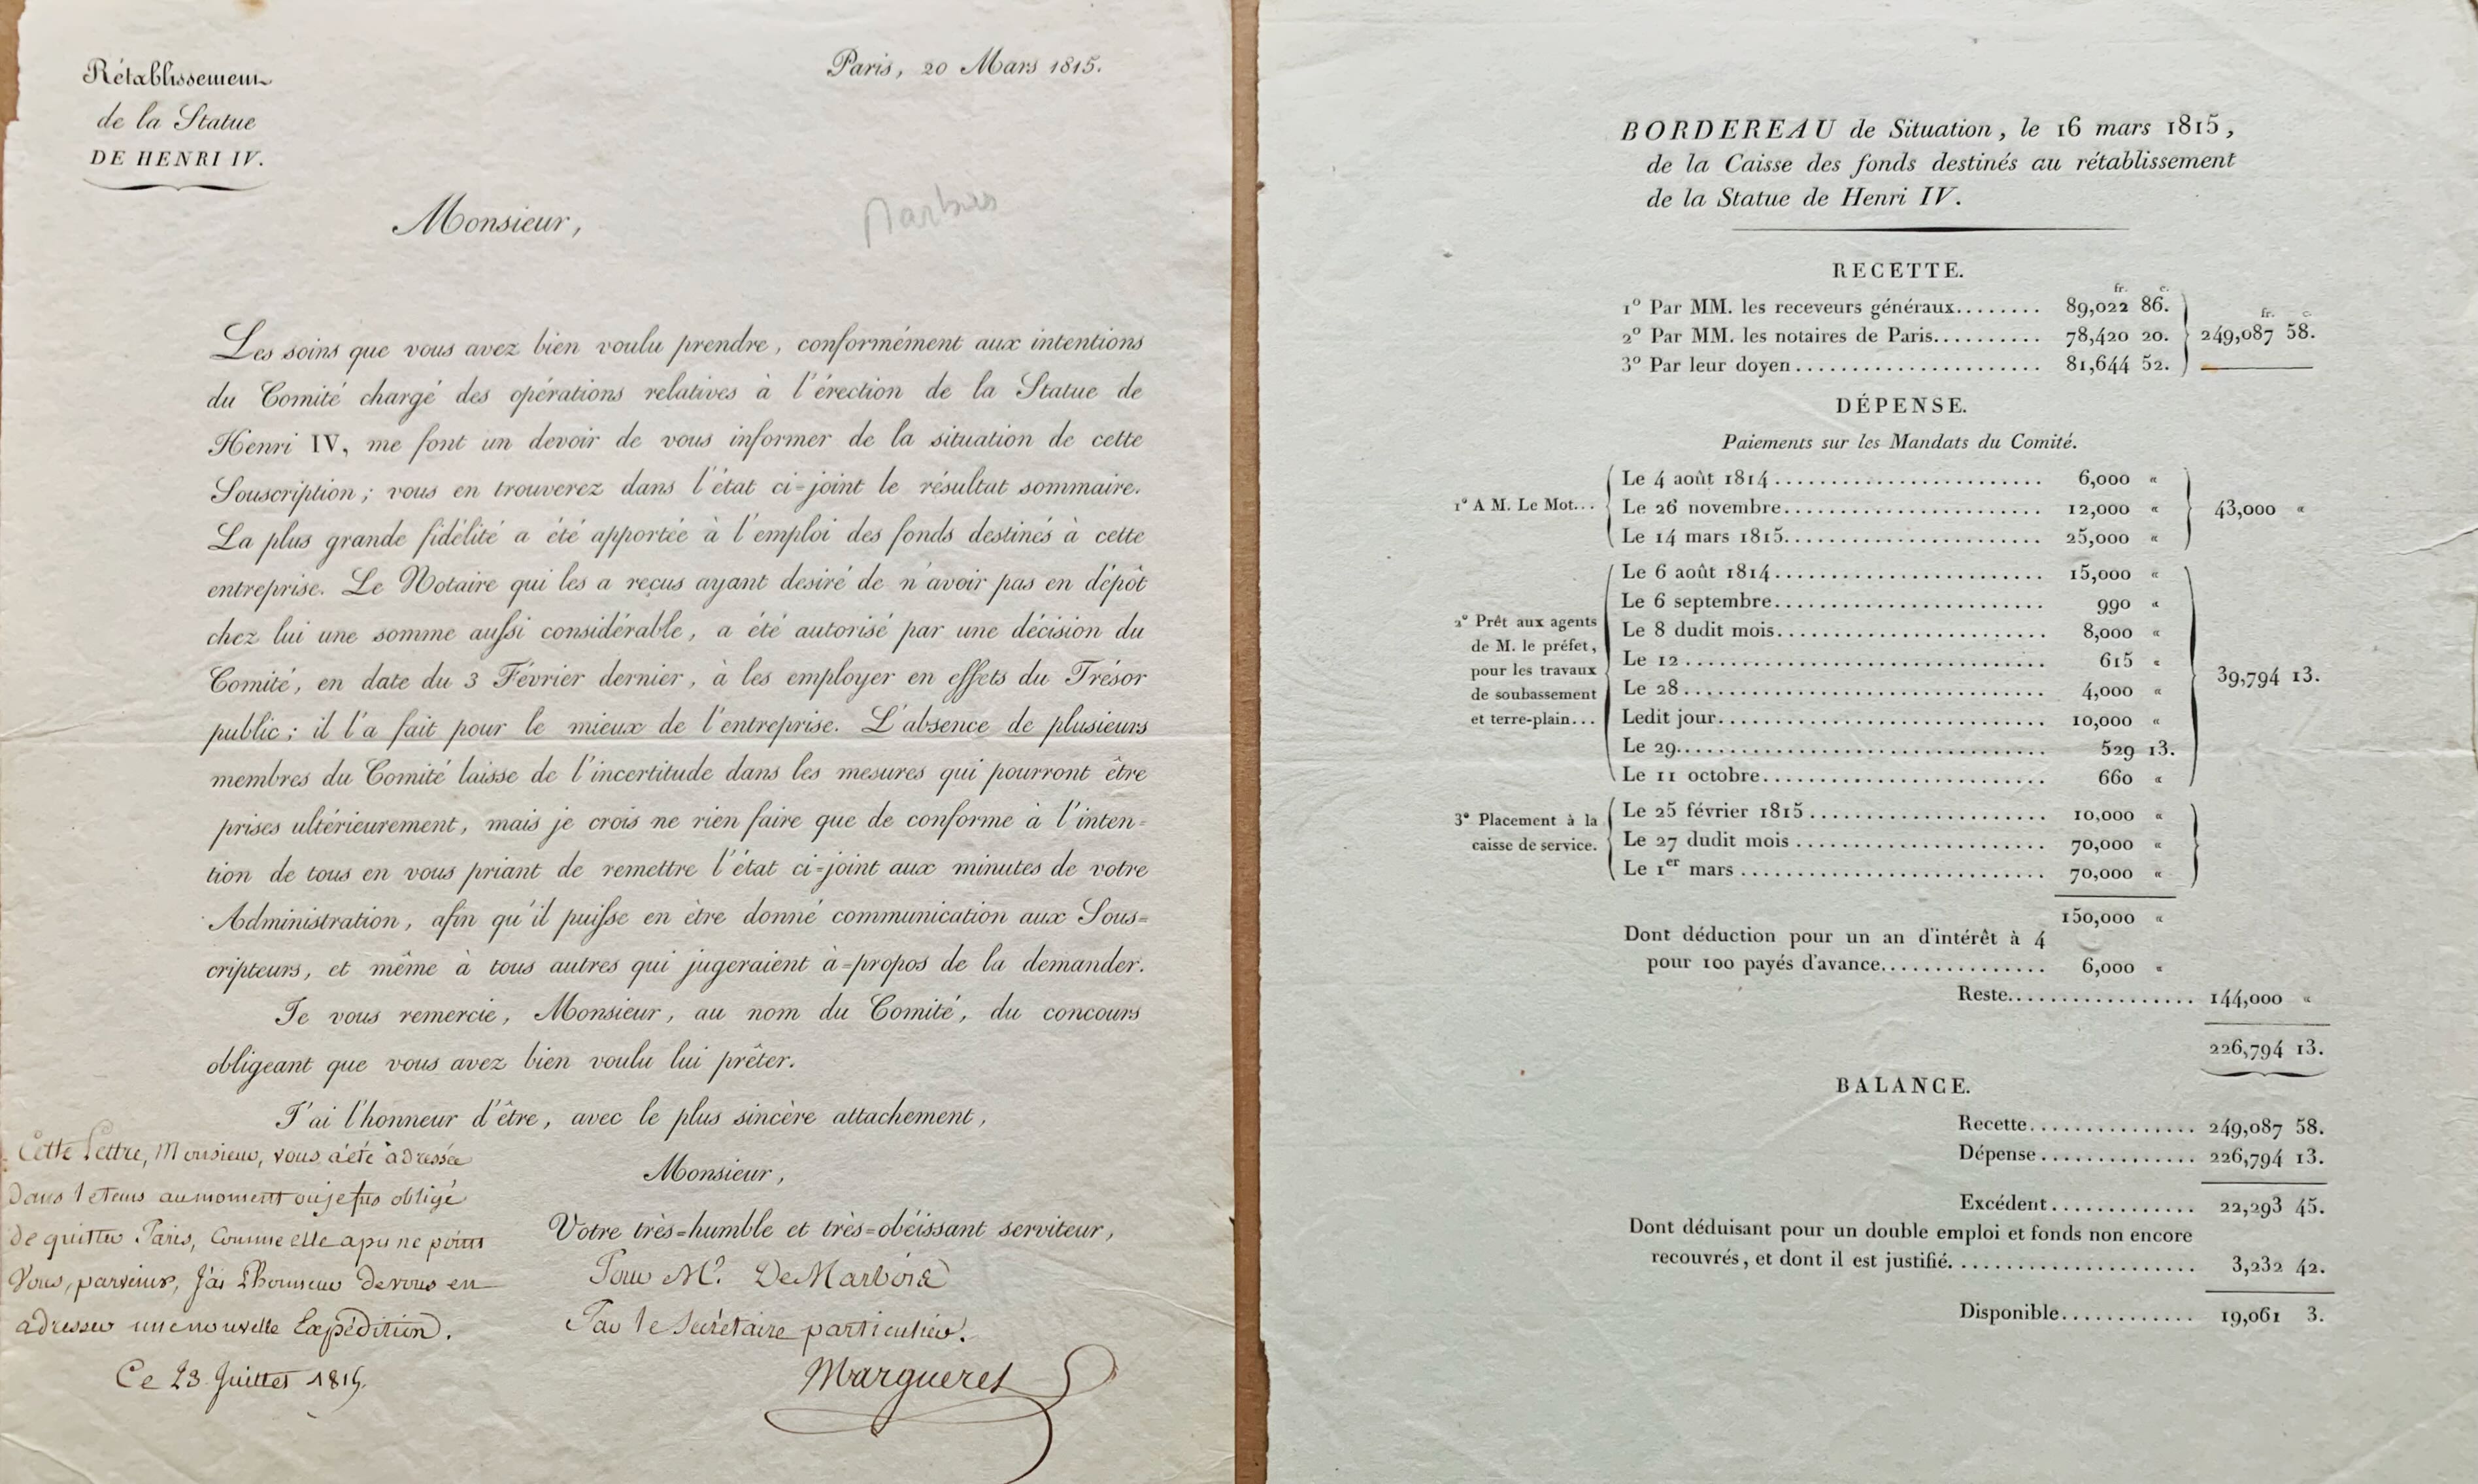 Rétablissement
de la Statue
DE HENRI IV.
Paris, 20 Mars 1815.
Monsieur,
Marbois
Les soins que vous avez bien voulu prendre, conformément aux intentions
du Comité chargé des opérations relatives à l'érection de la Statue de
Henri IV, me font un devoir de vous informer de la situation de cette
Souscription; vous en trouverez dans l'état ci-joint le résultat sommaire.
La plus grande fidélité a été apportée à l'emploi des fonds destinés à cette
entreprise. Le Notaire qui les a reçus ayant desiré de n'avoir pas en dépôt
chez lui une somme aussi considérable, a été autorisé par une décision du
Comité, en date du 3 Février dernier, à les employer en effets du Trésor
public; il l'a fait pour le mieux de l'entreprise. L'absence de plusieurs
membres du Comité laisse de l'incertitude dans les mesures qui pourront être
prises ultérieurement, mais je crois ne rien faire que de conforme à l'inten-
tion de tous en vous priant de remettre l'état ci-joint aux minutes de votre
Administration, afin qu'il puisse en être donné communication aux Sous-
cripteurs, et même à tous autres qui jugeraient à-propos de la demander.
Je vous remercie, Monsieur, au nom du Comité, du concours
obligeant que vous avez bien voulu lui prêter.
J'ai l'honneur d'être, avec le plus sincère attachement,
Monsieur,
Votre très-humble et très-obéissant serviteur,
Pour Mr. De Marbois
Par le Secrétaire particulier.
Margueret
Cette Lettre, Monsieur, vous a été adressée
dans le tems au moment ou je fus obligé
de quitter Paris, Comme elle a pu ne point
Vous, parvenir, J'ai L'honneur de vous en
adresser une nouvelle Expédition.
Ce 23 Juillet 1815.
BORDEREAU de Situation, le 16 mars 1815,
de la Caisse des fonds destinés au rétablissement
de la Statue de Henri IV.
RECETTE.
fr. c.
1º Par MM. les receveurs généraux........ 89,022 86.
2º Par MM. les notaires de Paris.......... 78,420 20.
3º Par leur doyen....................... 81,644 52.
fr. c.
249,087 58.
DÉPENSE.
Paiements sur les Mandats du Comité.
1º A M. Le Mot...
Le 4 août 1814......................... 6,000 «
Le 26 novembre........................ 12,000 «
Le 14 mars 1815........................ 25,000 «
43,000 «
2º Prêt aux agents
de M. le préfet,
pour les travaux
de soubassement
et terre-plain...
Le 6 août 1814......................... 15,000 «
Le 6 septembre......................... 990 «
Le 8 dudit mois......................... 8,000 «
Le 12.................................. 615 «
Le 28.................................. 4,000 «
Ledit jour.............................. 10,000 «
Le 29.................................. 529 13.
Le 11 octobre........................... 660 «
39,794 13.
3º Placement à la
caisse de service.
Le 25 février 1815...................... 10,000 «
Le 27 dudit mois....................... 70,000 «
Le 1er mars............................ 70,000 «
150,000 «
Dont déduction pour un an d'intérêt à 4
pour 100 payés d'avance............... 6,000 «
Reste................. 144,000 «
226,794 13.
BALANCE.
Recette............... 249,087 58.
Dépense.............. 226,794 13.
Excédent............. 22,293 45.
Dont déduisant pour un double emploi et fonds non encore
recouvrés, et dont il est justifié....................... 3,232 42.
Disponible............ 19,061 3.